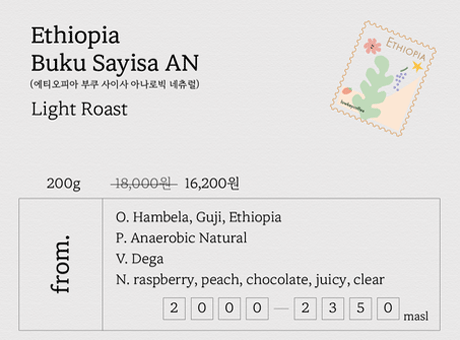 Ethiopia
Buku Sayisa AN
(에티오피아 부쿠 사이사 아나로빅 네츄럴)
Light Roast
ETHIOPIA
200g 18,000원 16,200원
from.
O. Hambela, Guji, Ethiopia
P. Anaerobic Natural
V. Dega
N. raspberry, peach, chocolate, juicy, clear
2 0 0 0 — 2 3 5 0 masl